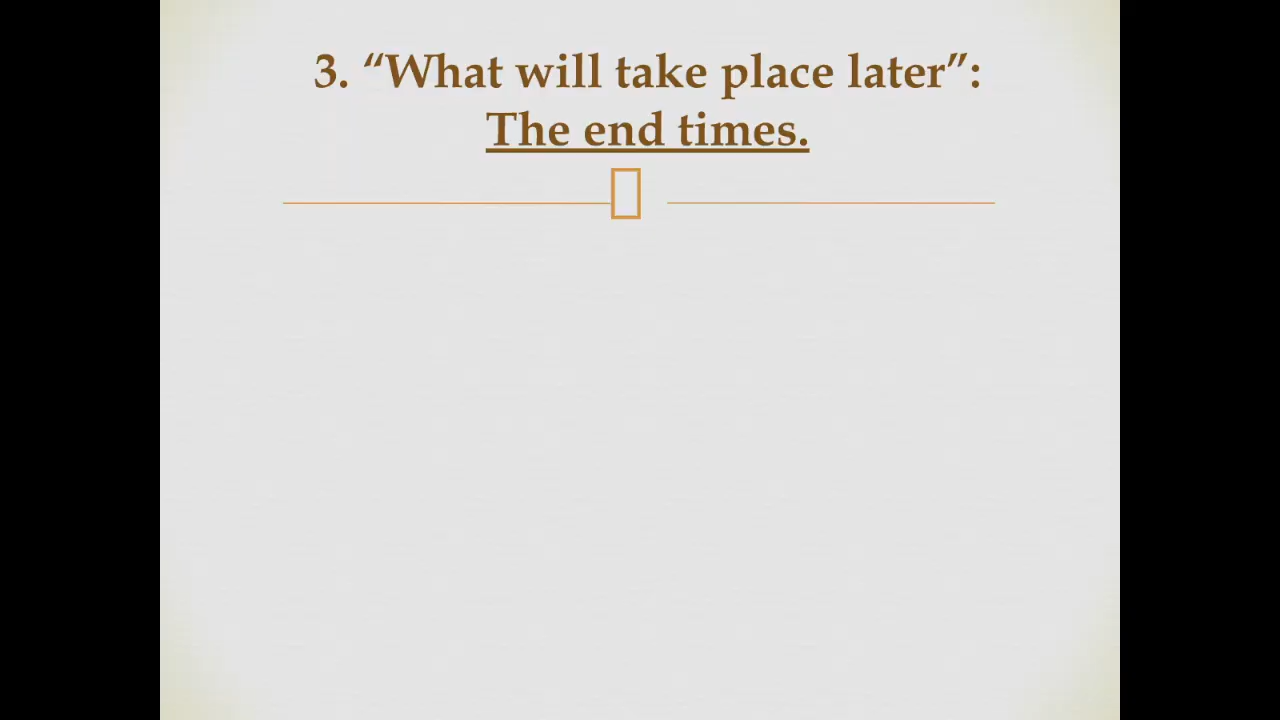 3. “What will take place later”:
The end times.